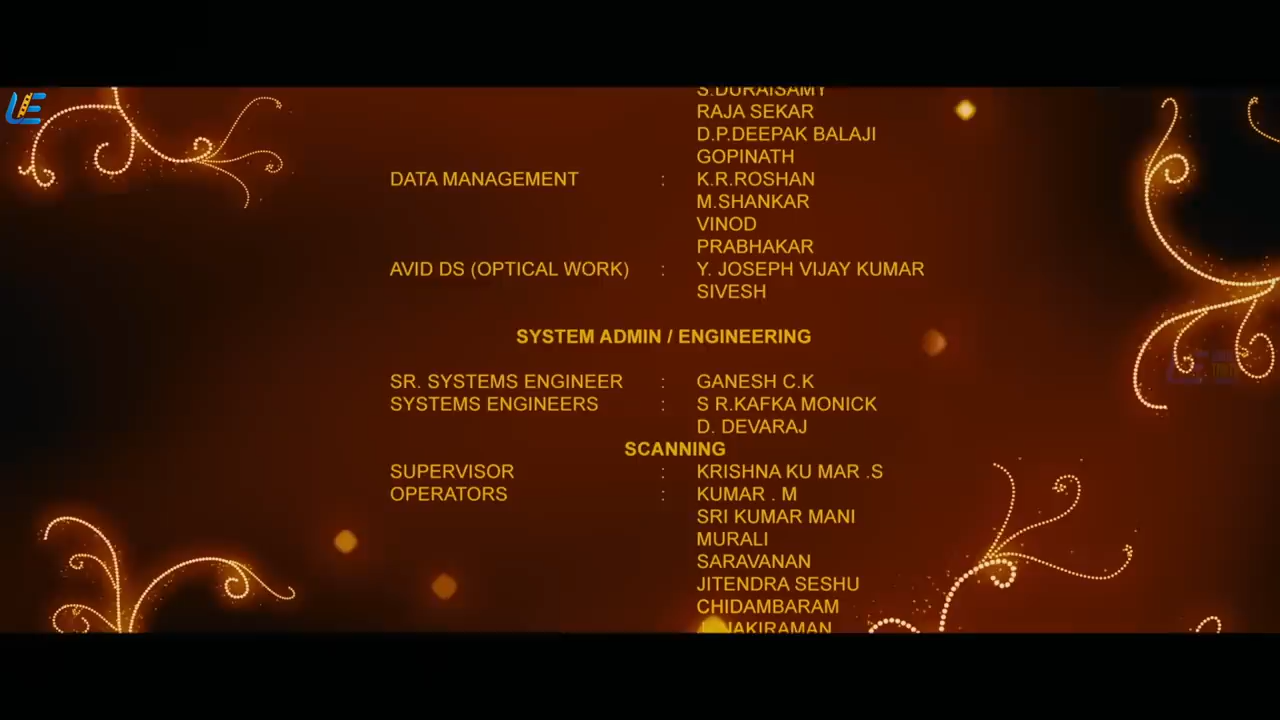 S.DURAISAMY
RAJA SEKAR
D.P.DEEPAK BALAJI
GOPINATH
DATA MANAGEMENT : K.R.ROSHAN
M.SHANKAR
VINOD
PRABHAKAR
AVID DS (OPTICAL WORK) : Y. JOSEPH VIJAY KUMAR
SIVESH
SYSTEM ADMIN / ENGINEERING
SR. SYSTEMS ENGINEER : GANESH C.K
SYSTEMS ENGINEERS : S R.KAFKA MONICK
D. DEVARAJ
SCANNING
SUPERVISOR : KRISHNA KU MAR .S
OPERATORS : KUMAR . M
SRI KUMAR MANI
MURALI
SARAVANAN
JITENDRA SESHU
CHIDAMBARAM